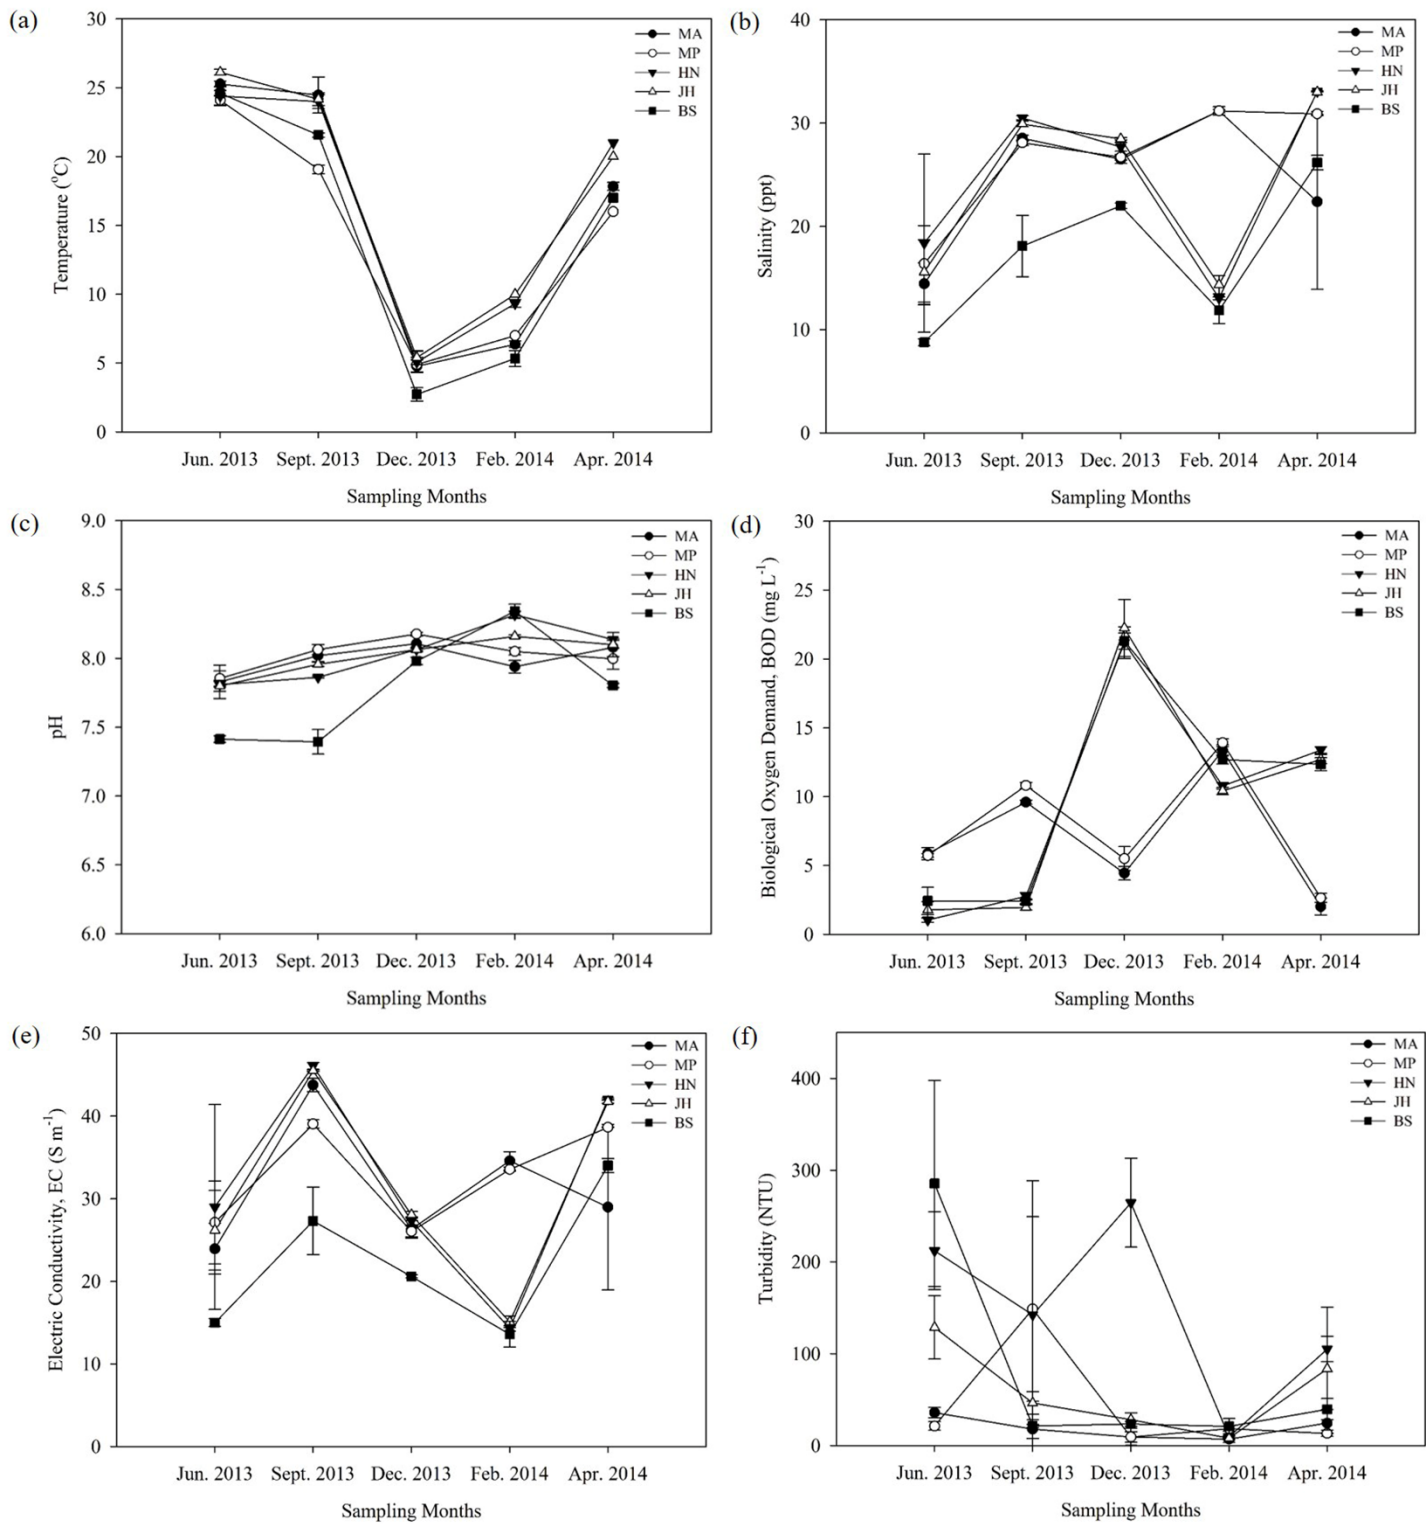 (a)
30
25
20
15
10
5
0
Temperature (°C)
MA
MP
HN
JH
BS
Jun. 2013 Sept. 2013 Dec. 2013 Feb. 2014 Apr. 2014
Sampling Months
(b)
40
30
20
10
0
Salinity (ppt)
MA
MP
HN
JH
BS
Jun. 2013 Sept. 2013 Dec. 2013 Feb. 2014 Apr. 2014
Sampling Months
(c)
9.0
8.5
8.0
7.5
7.0
6.5
6.0
pH
MA
MP
HN
JH
BS
Jun. 2013 Sept. 2013 Dec. 2013 Feb. 2014 Apr. 2014
Sampling Months
(d)
30
25
20
15
10
5
0
Biological Oxygen Demand, BOD (mg L⁻¹)
MA
MP
HN
JH
BS
Jun. 2013 Sept. 2013 Dec. 2013 Feb. 2014 Apr. 2014
Sampling Months
(e)
50
40
30
20
10
0
Electric Conductivity, EC (S m⁻¹)
MA
MP
HN
JH
BS
Jun. 2013 Sept. 2013 Dec. 2013 Feb. 2014 Apr. 2014
Sampling Months
(f)
400
300
200
100
0
Turbidity (NTU)
MA
MP
HN
JH
BS
Jun. 2013 Sept. 2013 Dec. 2013 Feb. 2014 Apr. 2014
Sampling Months